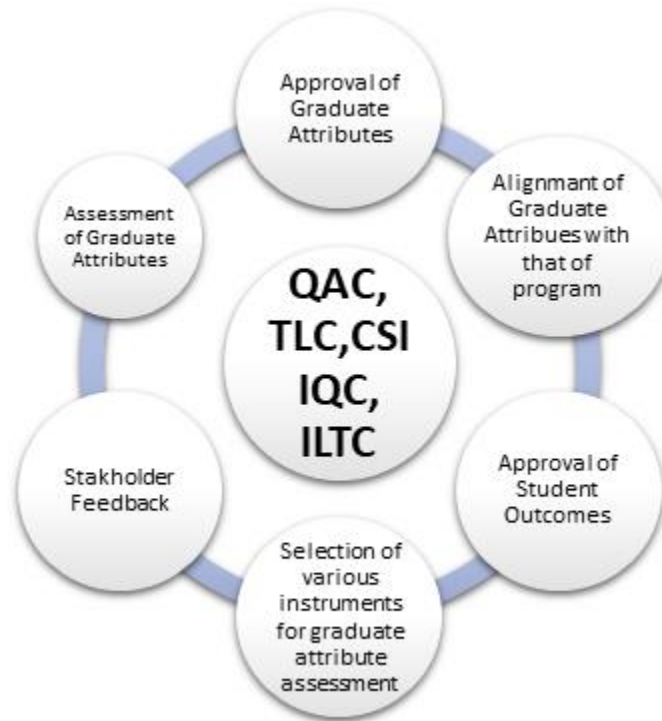 Approval of
Graduate
Attributes
Alignmant of
Graduate
Attribues with
that of
program
Approval of
Student
Outcomes
Selection of
various
instruments
for graduate
attribute
assessment
Stakholder
Feedback
Assessment
of Graduate
Attributes
QAC,
TLC,CSI
IQC,
ILTC